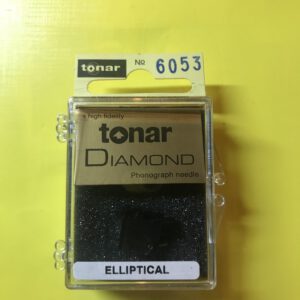 tonar No 6053
high fidelity
tonar
DIAMOND
Phonograph needle
ELLIPTICAL